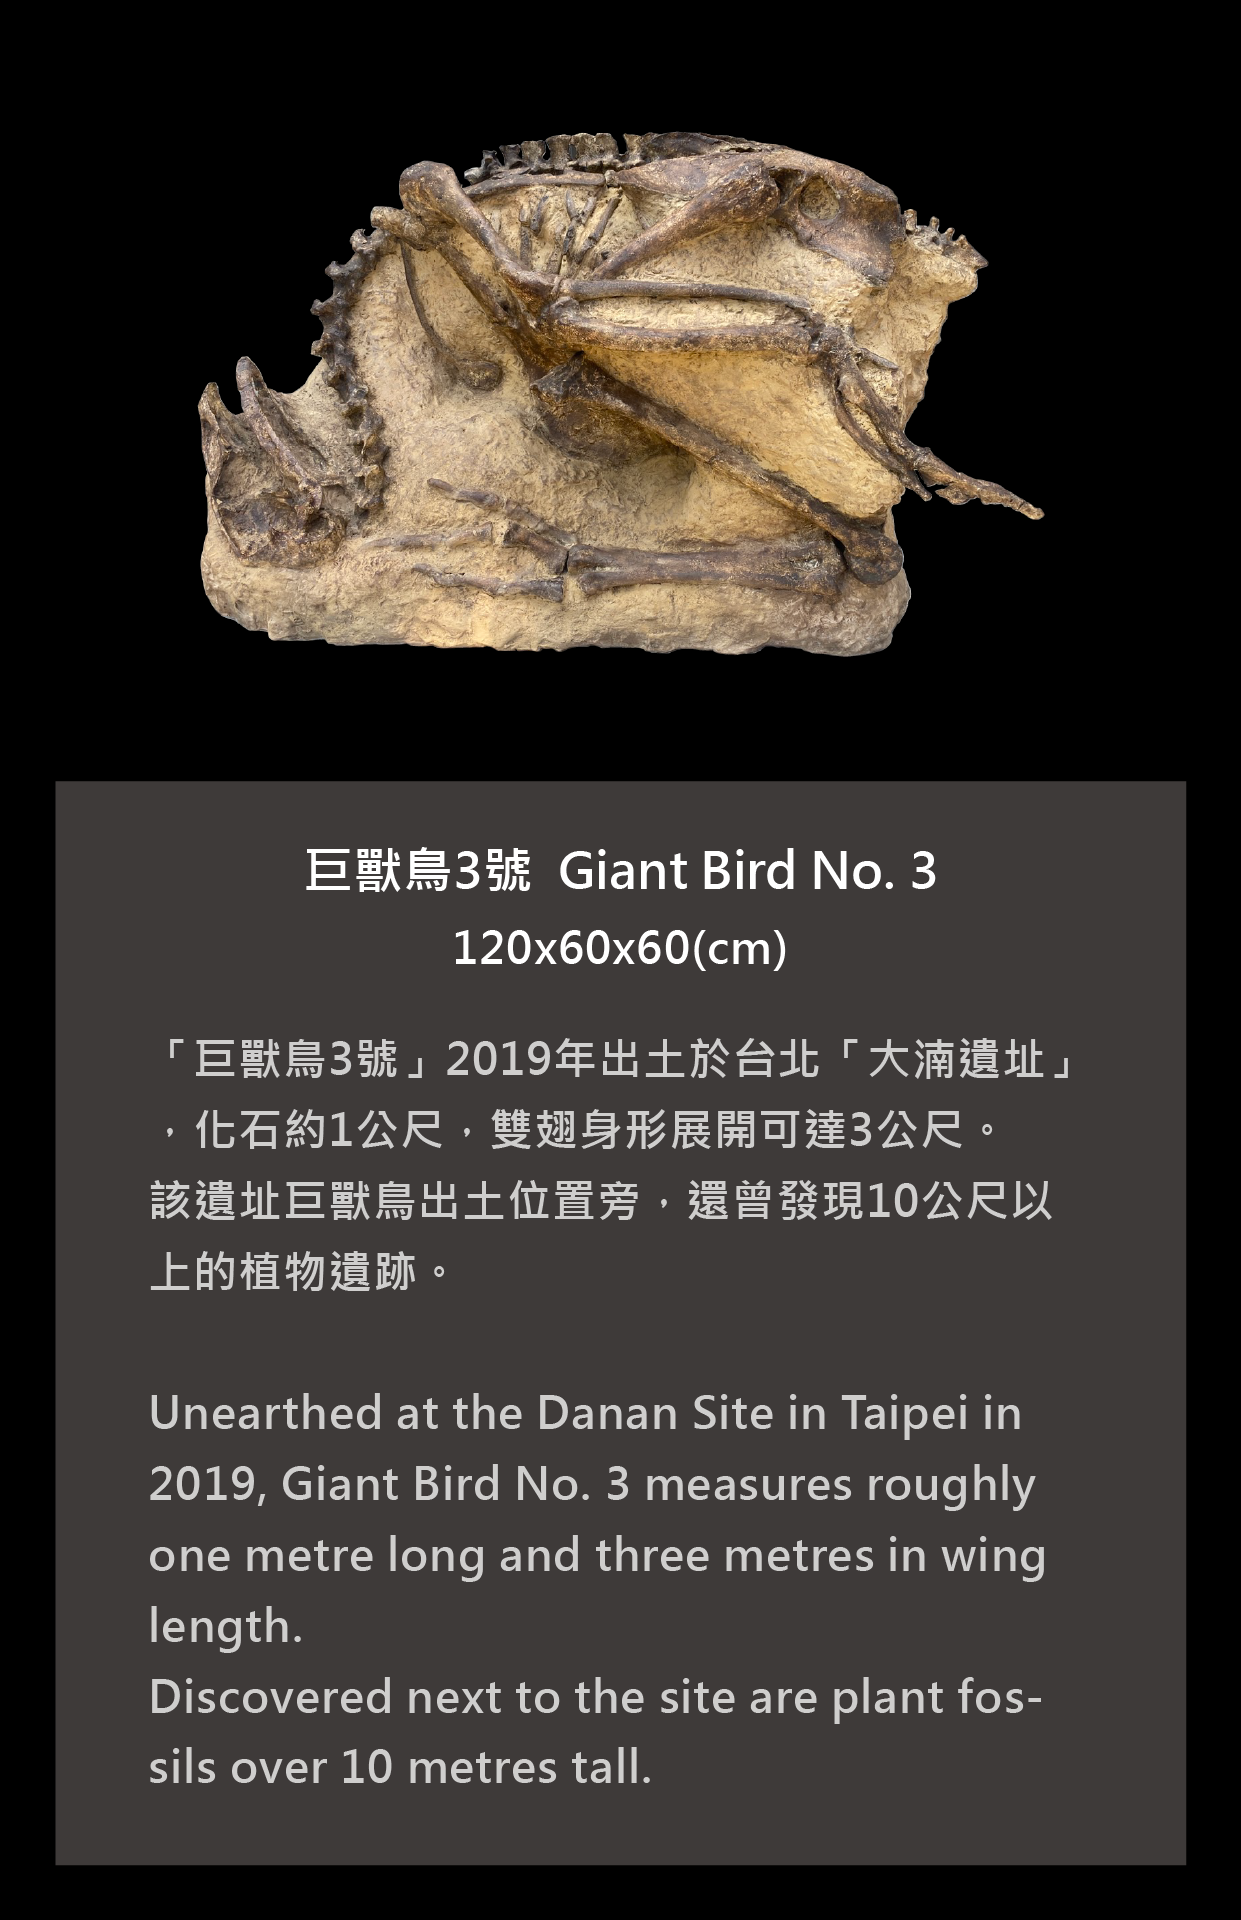 巨獸鳥3號 Giant Bird No. 3
120x60x60(cm)
「巨獸鳥3號」2019年出土於台北「大湳遺址」
，化石約1公尺，雙翅身形展開可達3公尺。
該遺址巨獸鳥出土位置旁，還曾發現10公尺以
上的植物遺跡。
Unearthed at the Danan Site in Taipei in
2019, Giant Bird No. 3 measures roughly
one metre long and three metres in wing
length.
Discovered next to the site are plant fos-
sils over 10 metres tall.